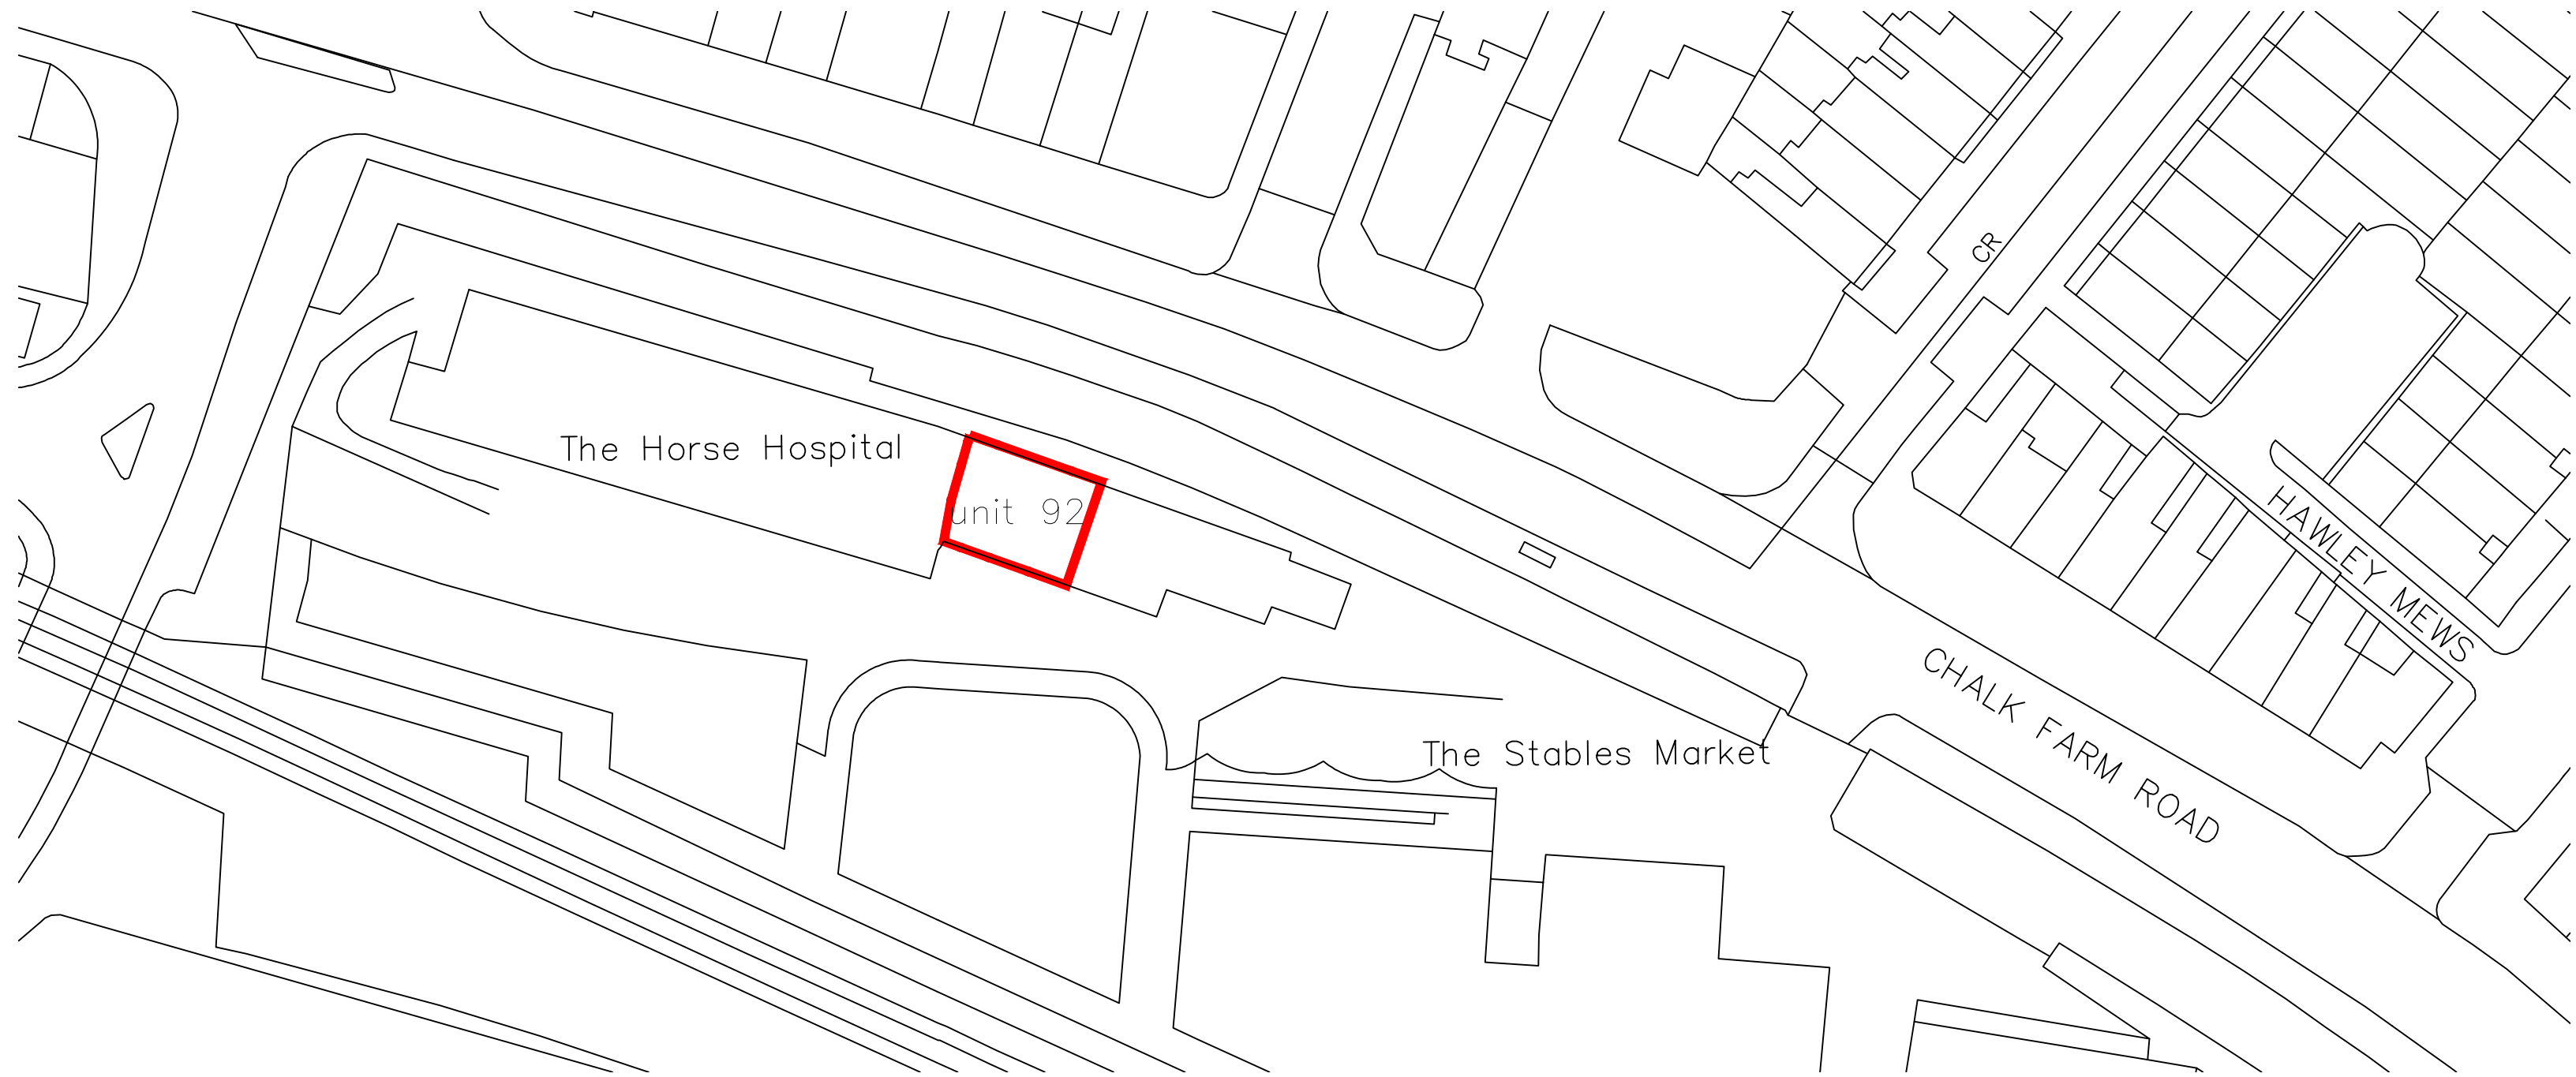 CR
The Horse Hospital
unit 92
HAWLEY MEWS
CHALK FARM ROAD
The Stables Market